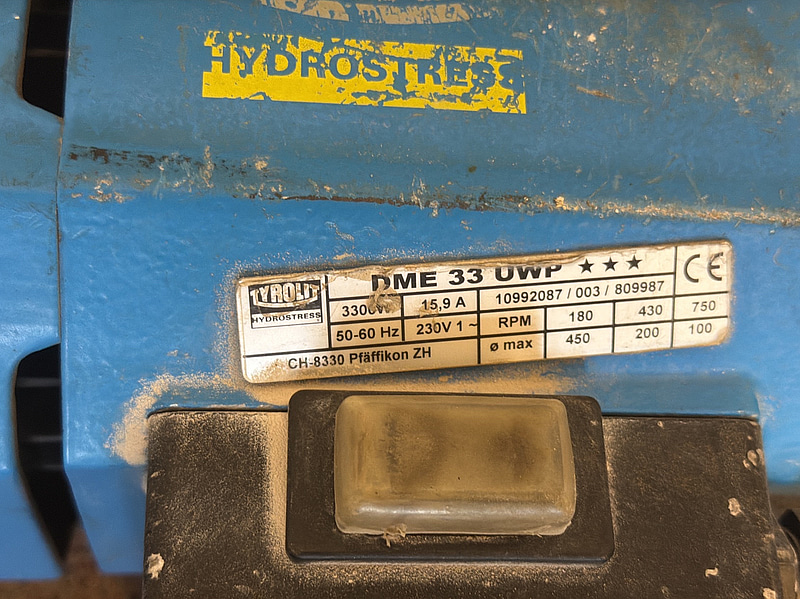 HYDROSTRESS
DME 33 UWP ★★★ CE
TYROLIT
HYDROSTRESS
3300W 15,9 A 10992087 / 003 / 809987
50-60 Hz 230V 1 ~ RPM 180 430 750
CH-8330 Pfäffikon ZH ø max 450 200 100